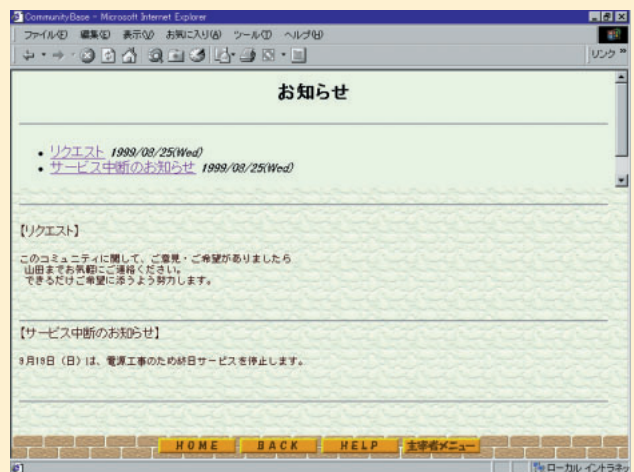 CommunityBase - Microsoft Internet Explorer
ファイル(F) 編集(E) 表示(V) お気に入り(A) ツール(T) ヘルプ(H)
リンク »
お知らせ
• リクエスト 1999/08/25(Wed)
• サービス中断のお知らせ 1999/08/25(Wed)
【リクエスト】
このコミュニティに関して、ご意見・ご希望がありましたら
山田までお気軽にご連絡ください。
できるだけご希望に添うよう努力します。
【サービス中断のお知らせ】
9月19日（日）は、電源工事のため終日サービスを停止します。
HOME BACK HELP 主宰者メニュー
ローカル イントラネッ